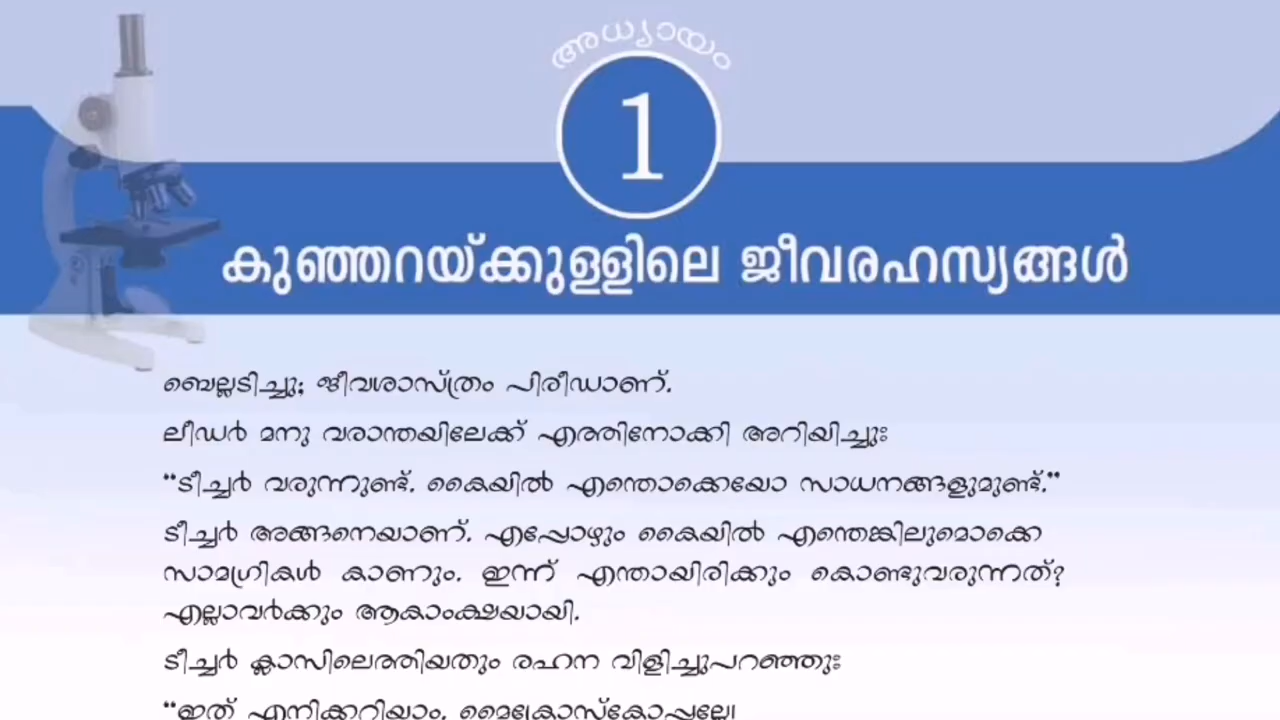 അധ്യായം
1
കുഞ്ഞറയ്ക്കുള്ളിലെ ജീവരഹസ്യങ്ങൾ
ബെല്ലടിച്ചു; ജീവശാസ്ത്രം പിരീഡാണ്.
ലീഡർ മനു വരാന്തയിലേക്ക് എത്തിനോക്കി അറിയിച്ചു:
“ടീച്ചർ വരുന്നുണ്ട്. കൈയിൽ എന്തൊക്കെയോ സാധനങ്ങളുമുണ്ട്.”
ടീച്ചർ അങ്ങനെയാണ്. എപ്പോഴും കൈയിൽ എന്തെങ്കിലുമൊക്കെ
സാമഗ്രികൾ കാണും. ഇന്ന് എന്തായിരിക്കും കൊണ്ടുവരുന്നത്?
എല്ലാവർക്കും ആകാംക്ഷയായി.
ടീച്ചർ ക്ലാസിലെത്തിയതും രഹന വിളിച്ചുപറഞ്ഞു:
“ഇത് എനിക്കറിയാം. മൈക്രോസ്കോപ്പല്ലേ!